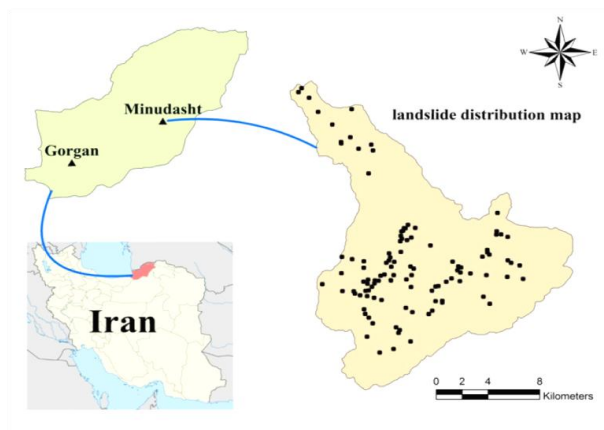 N
W E
S
landslide distribution map
Minudasht
Gorgan
Iran
0 2 4 8
Kilometers